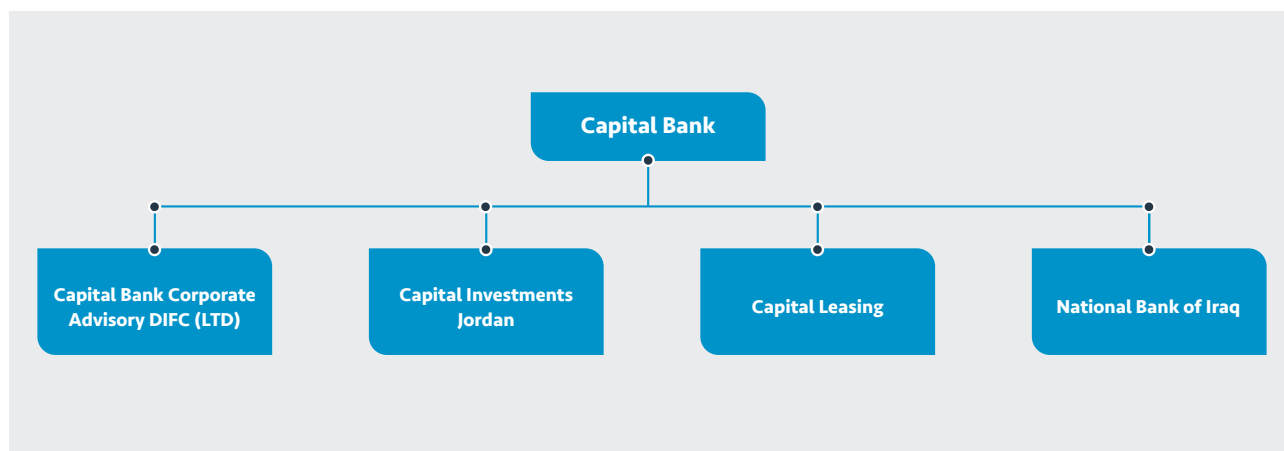 Capital Bank
Capital Bank Corporate
Advisory DIFC (LTD)
Capital Investments
Jordan
Capital Leasing
National Bank of Iraq